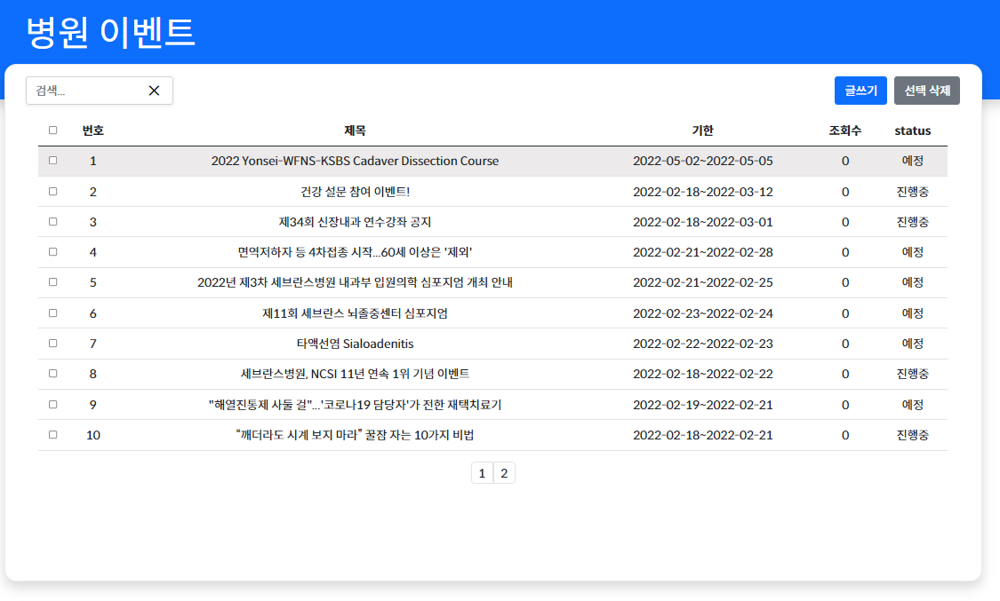 병원 이벤트
검색... ✕ 글쓰기 선택 삭제
번호 제목 기한 조회수 status
1 2022 Yonsei-WFNS-KSBS Cadaver Dissection Course 2022-05-02~2022-05-05 0 예정
2 건강 설문 참여 이벤트! 2022-02-18~2022-03-12 0 진행중
3 제34회 신장내과 연수강좌 공지 2022-02-18~2022-03-01 0 진행중
4 면역저하자 등 4차접종 시작...60세 이상은 '제외' 2022-02-21~2022-02-28 0 예정
5 2022년 제3차 세브란스병원 내과부 입원의학 심포지엄 개최 안내 2022-02-21~2022-02-25 0 예정
6 제11회 세브란스 뇌졸중센터 심포지엄 2022-02-23~2022-02-24 0 예정
7 타액선염 Sialoadenitis 2022-02-22~2022-02-23 0 예정
8 세브란스병원, NCSI 11년 연속 1위 기념 이벤트 2022-02-18~2022-02-22 0 진행중
9 "해열진통제 사둘 걸"...'코로나19 담당자'가 전한 재택치료기 2022-02-19~2022-02-21 0 예정
10 “깨더라도 시계 보지 마라” 꿀잠 자는 10가지 비법 2022-02-18~2022-02-21 0 진행중
1 2